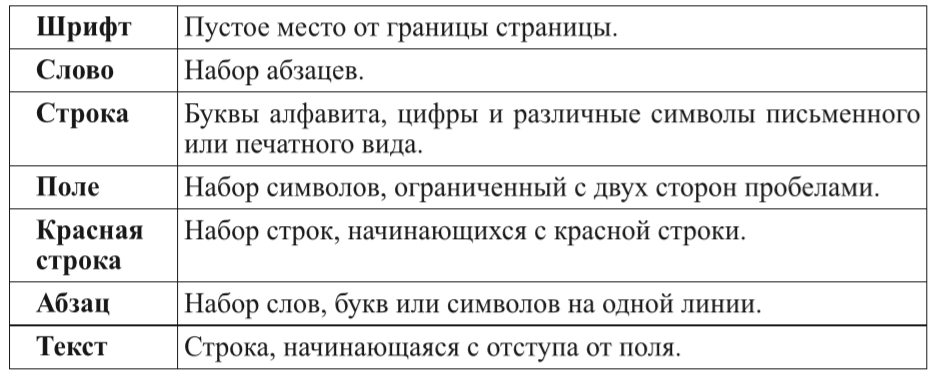 Шрифт Пустое место от границы страницы.
Слово Набор абзацев.
Строка Буквы алфавита, цифры и различные символы письменного
или печатного вида.
Поле Набор символов, ограниченный с двух сторон пробелами.
Красная Набор строк, начинающихся с красной строки.
строка
Абзац Набор слов, букв или символов на одной линии.
Текст Строка, начинающаяся с отступа от поля.